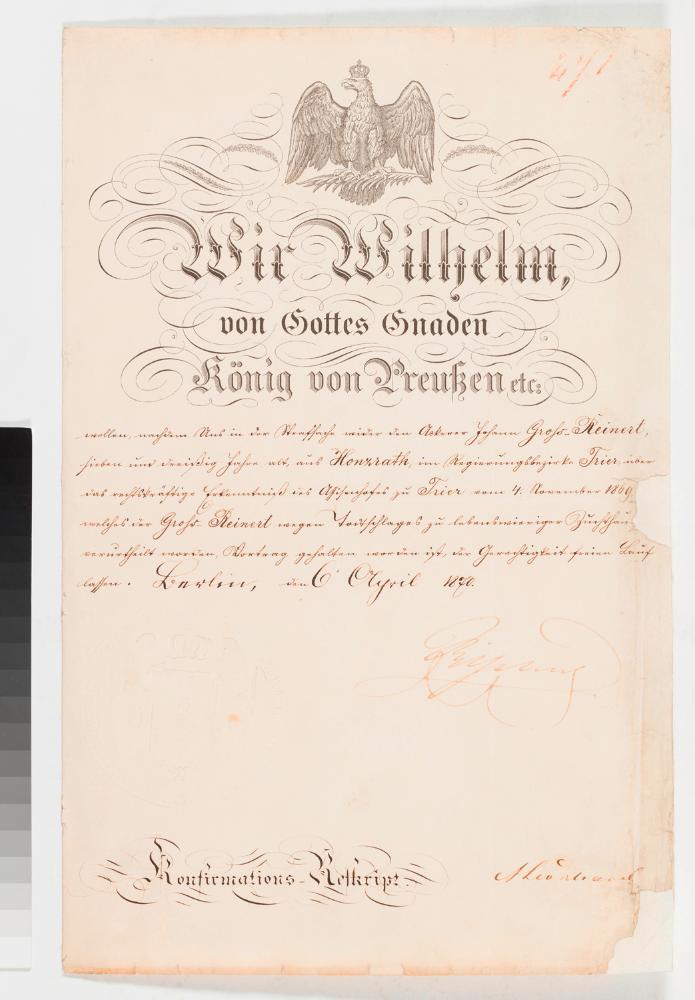 Wir Wilhelm,
von Gottes Gnaden
König von Preußen etc:
wollen, nachdem Uns in der Strafsache wider den Ackerer Johann Groß-Reinert,
sieben und dreißig Jahre alt, aus Honzrath, im Regierungsbezirke Trier, über
das rechtskräftige Erkenntniß des Assisenhofes zu Trier vom 4. November 1869,
welches der Groß-Reinert wegen Todtschlages zu lebenswieriger Zuchthau
verurtheilt worden, Vortrag gehalten worden ist, der Gerechtigkeit freien Lauf
lassen. Berlin, den 6 April 1870.
Konfirmations-Reskript.